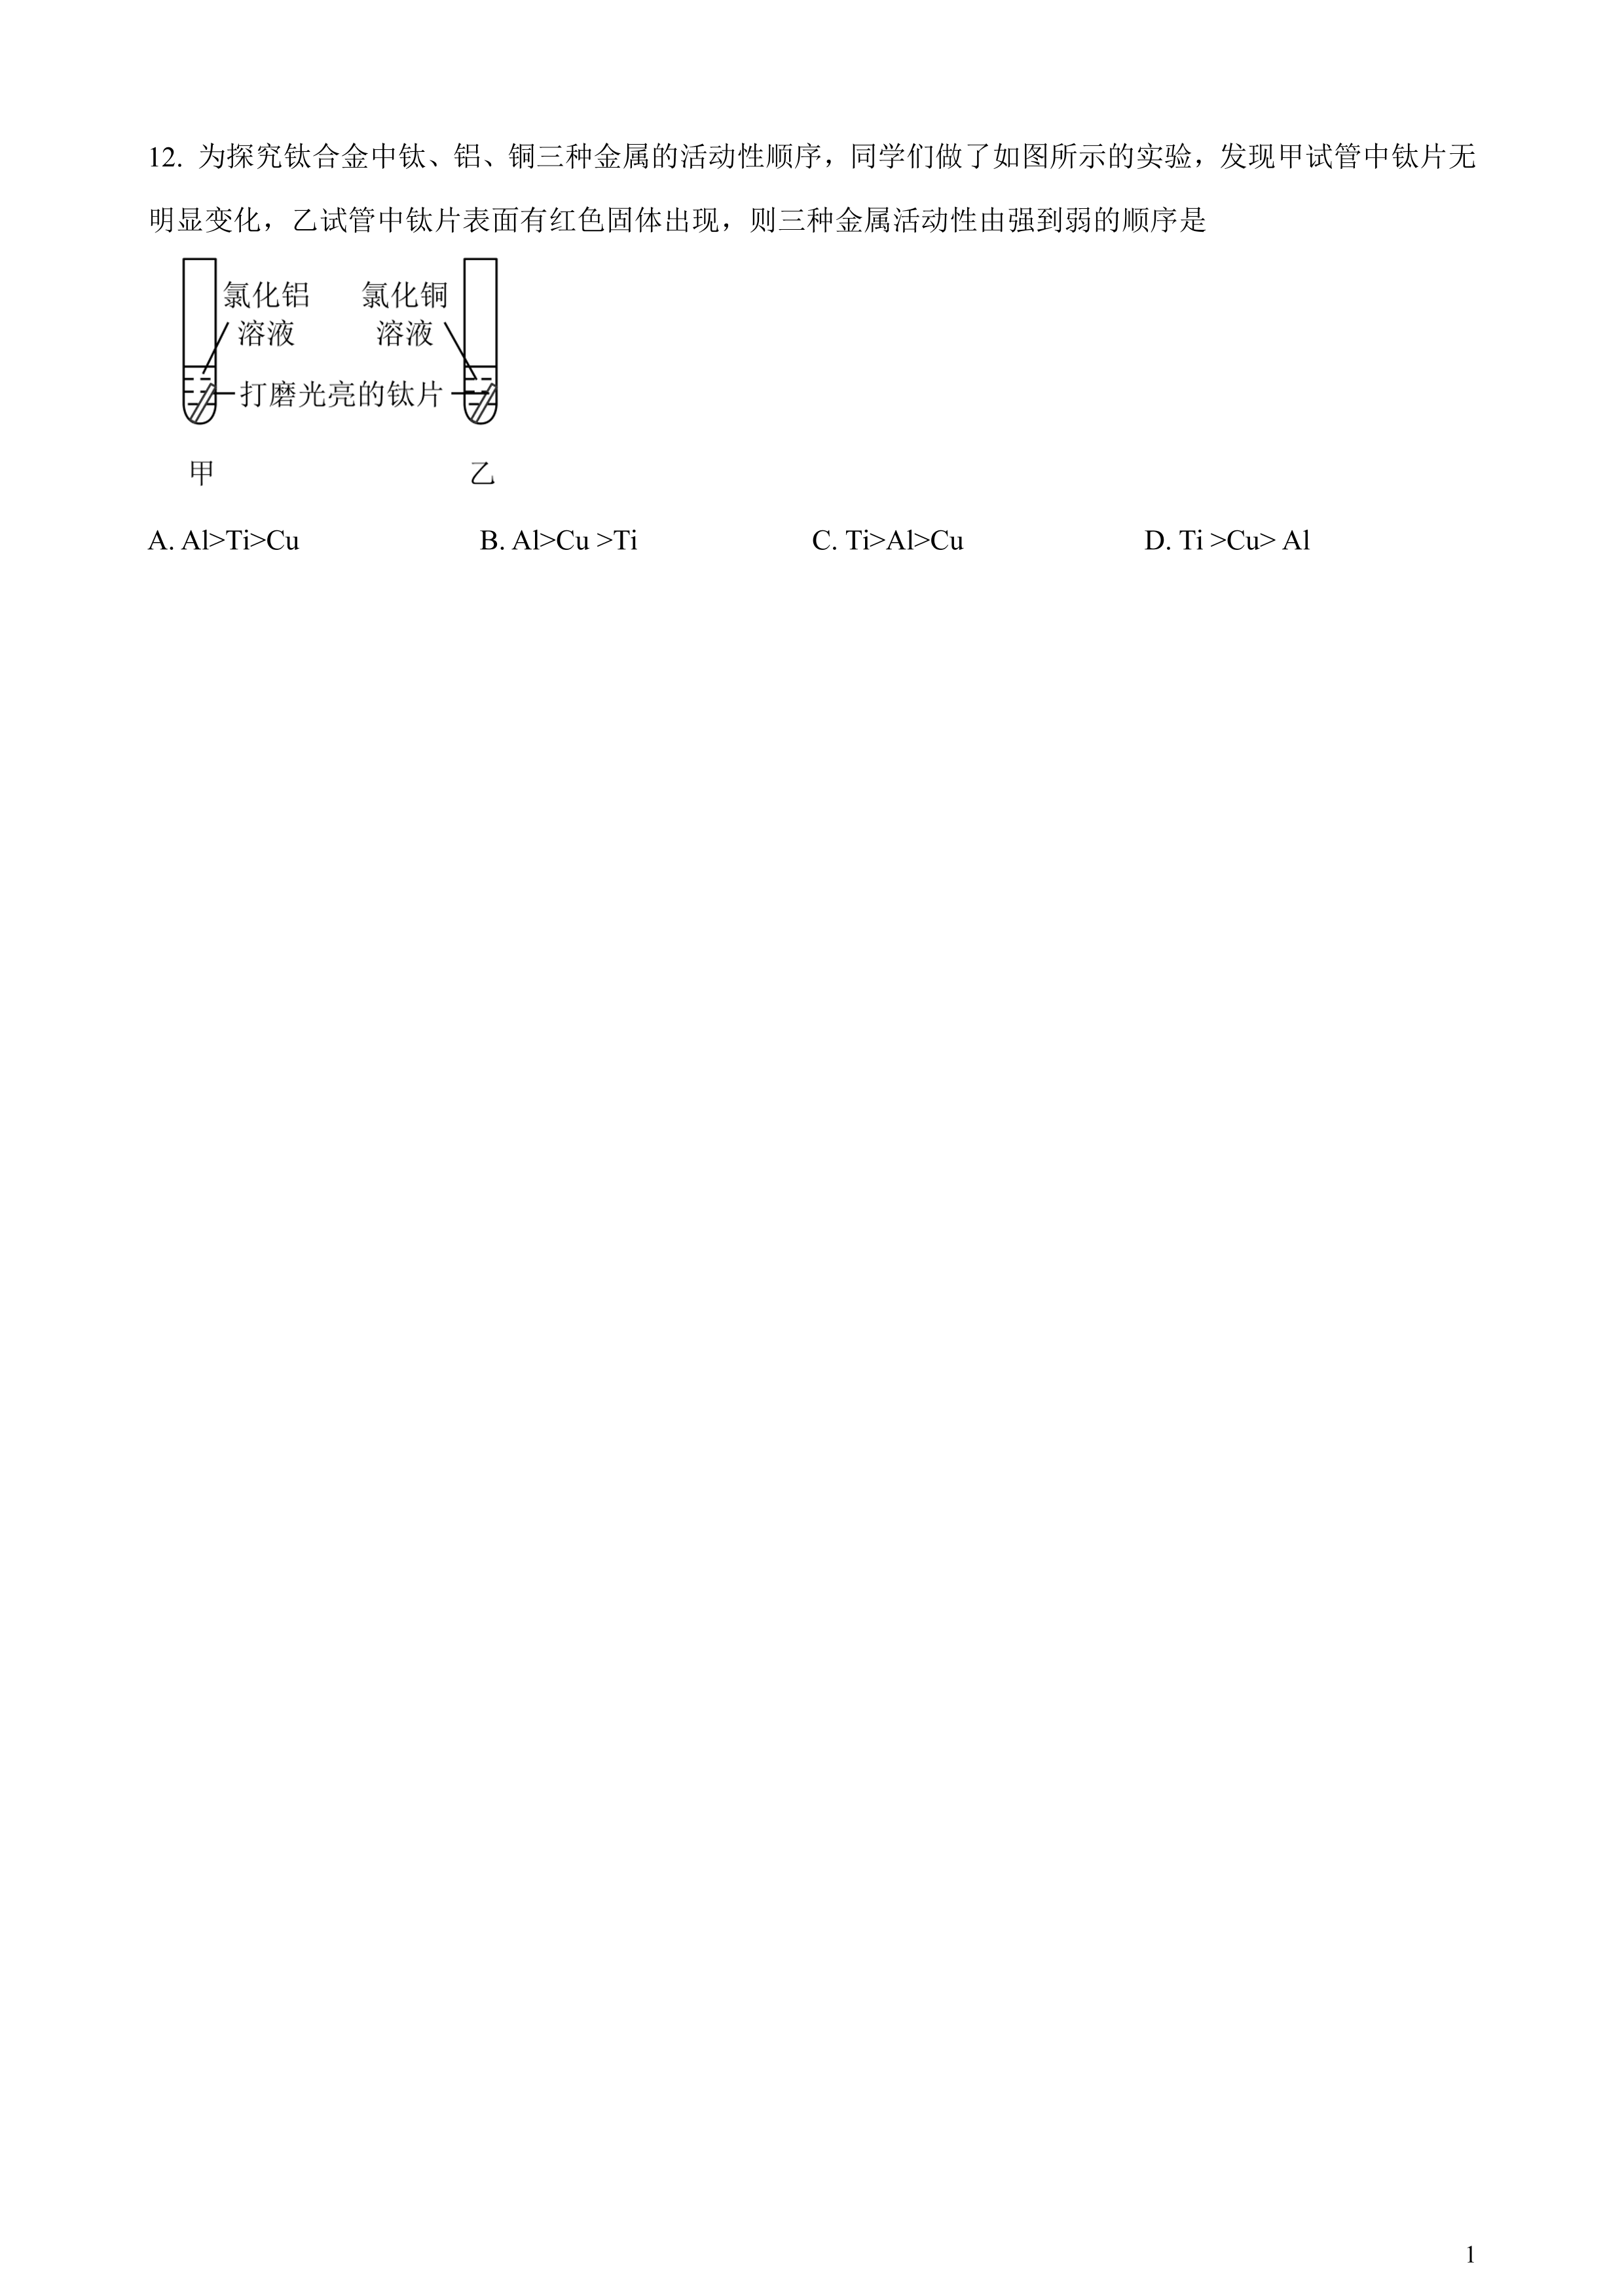 12. 为探究钛合金中钛、铝、铜三种金属的活动性顺序，同学们做了如图所示的实验，发现甲试管中钛片无
明显变化，乙试管中钛片表面有红色固体出现，则三种金属活动性由强到弱的顺序是
氯化铝 氯化铜
溶液 溶液
打磨光亮的钛片
甲 乙
A. Al>Ti>Cu B. Al>Cu >Ti C. Ti>Al>Cu D. Ti >Cu> Al
1